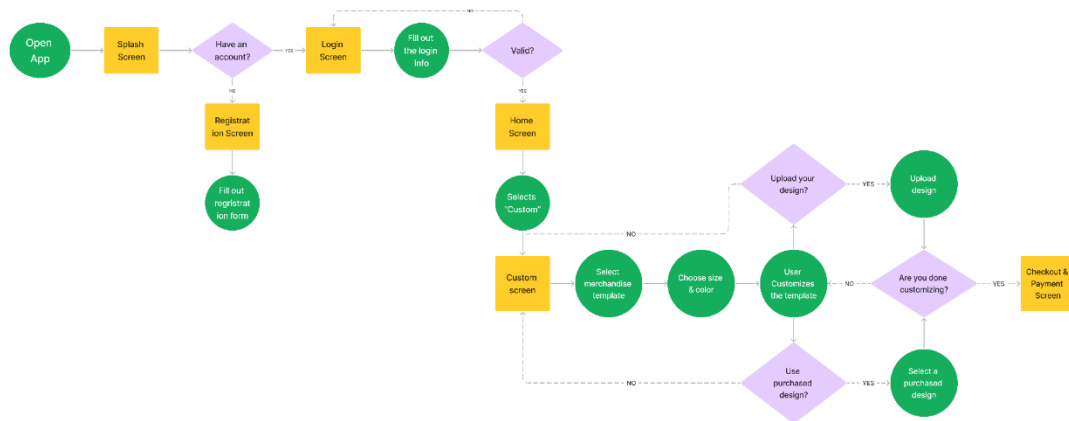 Open
App
Splash
Screen
Have an
account?
YES
Login
Screen
Fill out
the login
info
Valid?
NO
YES
Registrat
ion Screen
Fill out
regristrat
ion form
Home
Screen
Selects
"Custom"
NO
Custom
screen
Select
merchandise
template
Choose size
& color
User
Customizes
the template
Upload your
design?
YES
Upload
design
Are you done
customizing?
NO
YES
Checkout &
Payment
Screen
Use
purchased
design?
NO
YES
Select a
purchasad
design